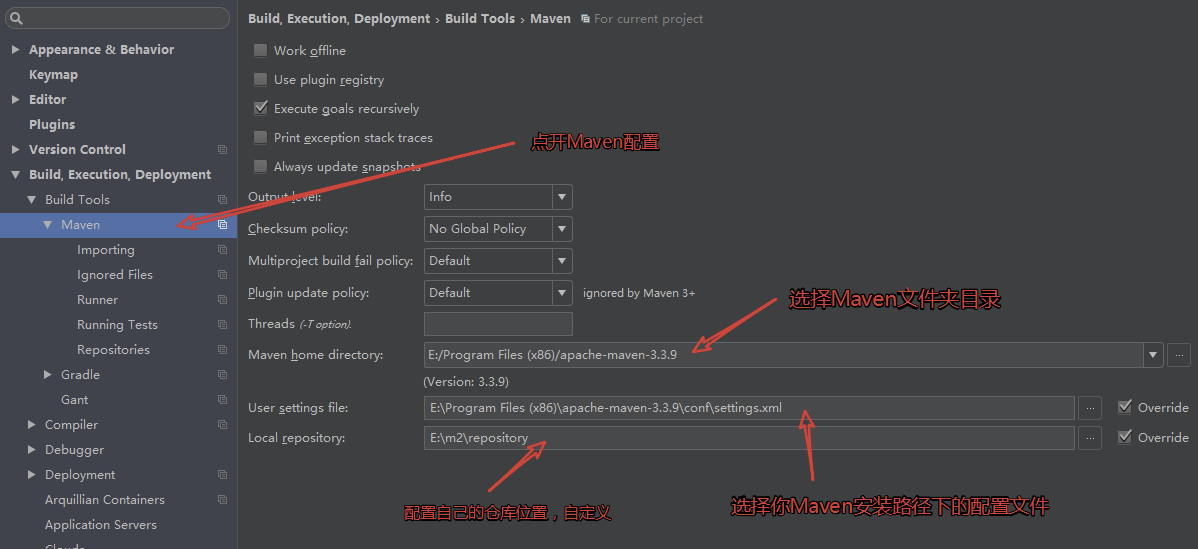 Build, Execution, Deployment › Build Tools › Maven For current project
Appearance & Behavior
Keymap
Editor
Plugins
Version Control
Build, Execution, Deployment
Build Tools
Maven
Importing
Ignored Files
Runner
Running Tests
Repositories
Gradle
Gant
Compiler
Debugger
Deployment
Arquillian Containers
Application Servers
Clouds
Work offline
Use plugin registry
Execute goals recursively
Print exception stack traces
点开Maven配置
Always update snapshots
Output level: Info
Checksum policy: No Global Policy
Multiproject build fail policy: Default
Plugin update policy: Default ignored by Maven 3+
选择Maven文件夹目录
Threads (-T option).
Maven home directory: E:/Program Files (x86)/apache-maven-3.3.9 ...
(Version: 3.3.9)
User settings file: E:\Program Files (x86)\apache-maven-3.3.9\conf\settings.xml ... Override
Local repository: E:\m2\repository ... Override
配置自己的仓库位置，自定义
选择你Maven安装路径下的配置文件